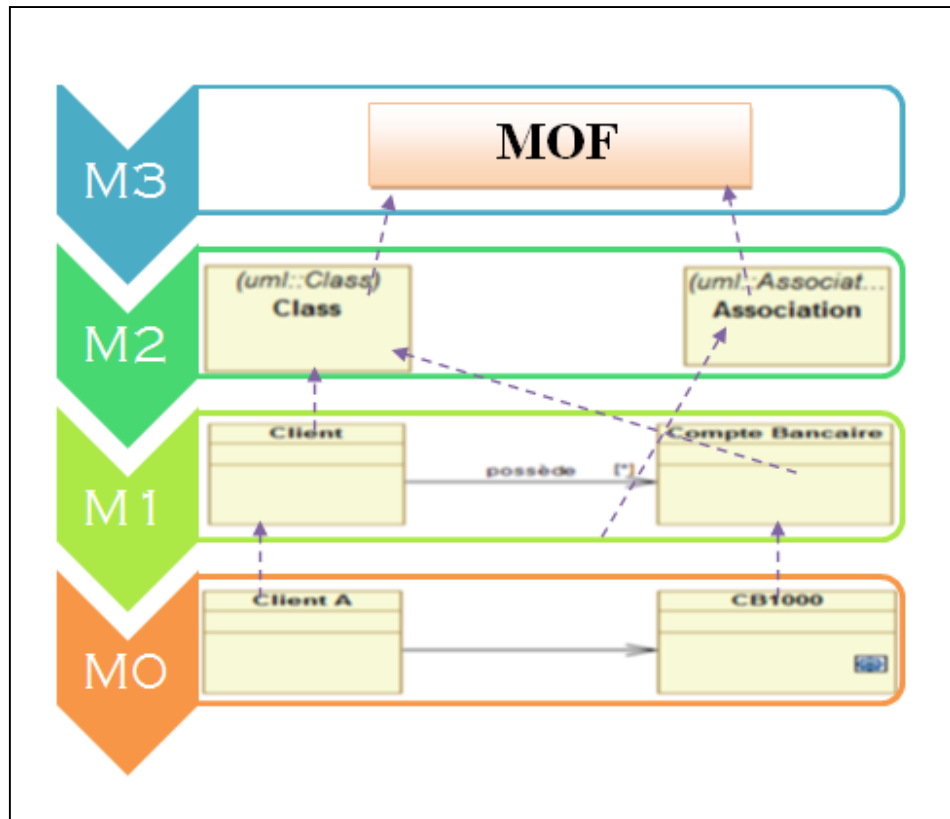 M3
MOF
M2
(uml::Class)
Class
(uml::Associat...
Association
M1
Client
possède [*]
Compte Bancaire
M0
Client A
CB1000